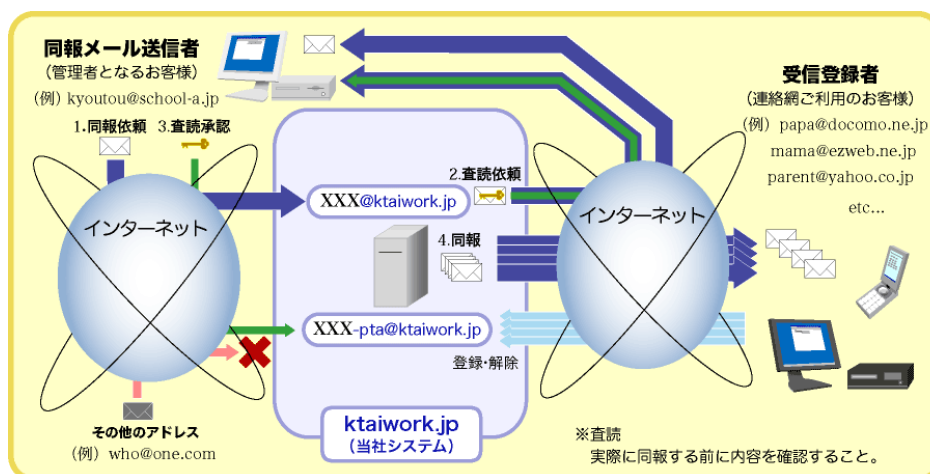 同報メール送信者
(管理者となるお客様)
(例) kyoutou@school-a.jp
1.同報依頼
3.査読承認
インターネット
XXX@ktaiwork.jp
2.査読依頼
4.同報
XXX-pta@ktaiwork.jp
登録・解除
ktaiwork.jp
(当社システム)
その他のアドレス
(例) who@one.com
インターネット
受信登録者
(連絡網ご利用のお客様)
(例) papa@docomo.ne.jp
mama@ezweb.ne.jp
parent@yahoo.co.jp
etc...
※査読
実際に同報する前に内容を確認すること。